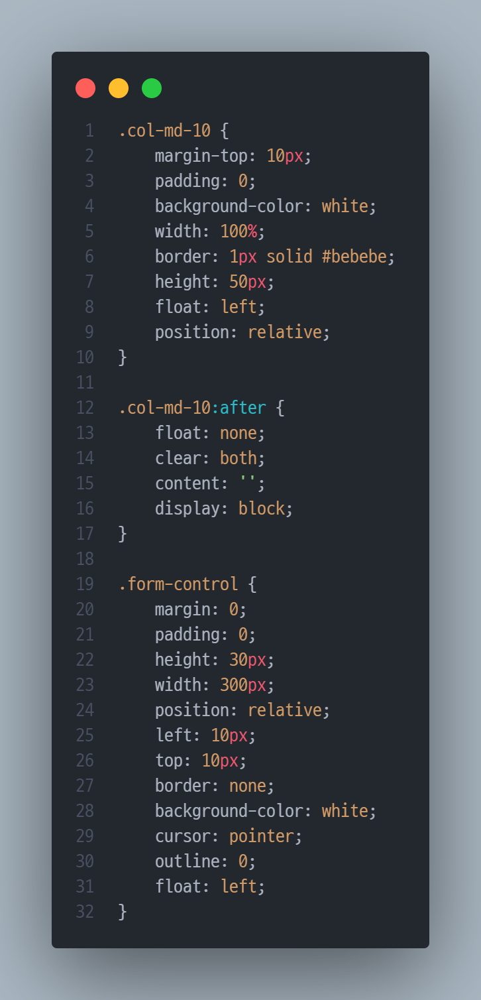 1 .col-md-10 {
2     margin-top: 10px;
3     padding: 0;
4     background-color: white;
5     width: 100%;
6     border: 1px solid #bebebe;
7     height: 50px;
8     float: left;
9     position: relative;
10 }
11
12 .col-md-10:after {
13     float: none;
14     clear: both;
15     content: '';
16     display: block;
17 }
18
19 .form-control {
20     margin: 0;
21     padding: 0;
22     height: 30px;
23     width: 300px;
24     position: relative;
25     left: 10px;
26     top: 10px;
27     border: none;
28     background-color: white;
29     cursor: pointer;
30     outline: 0;
31     float: left;
32 }